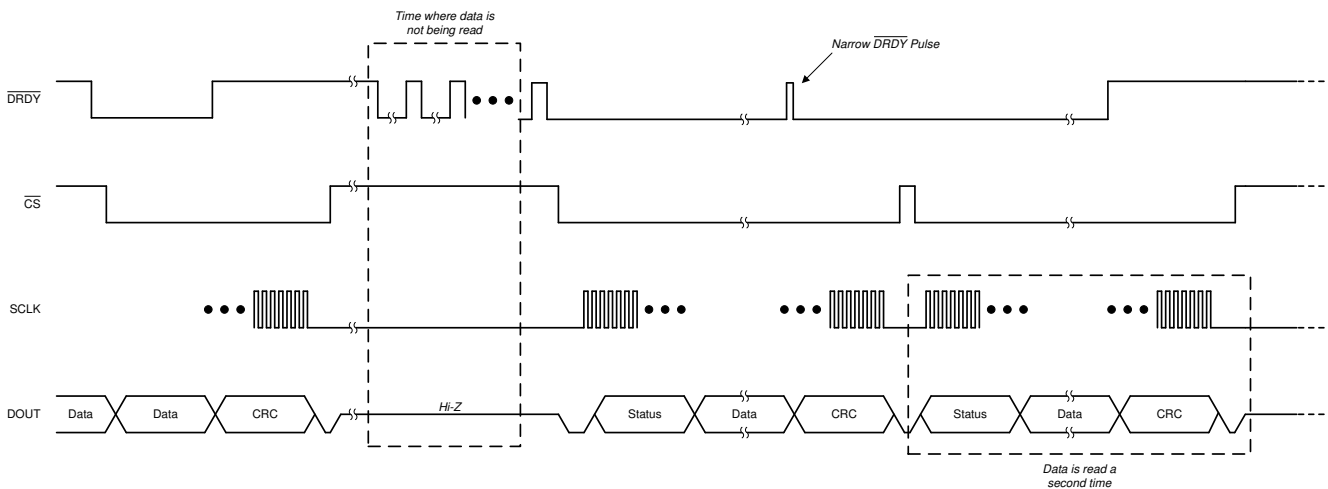 Time where data is
not being read
Narrow DRDY Pulse
DRDY
CS
SCLK
DOUT
Data
Data
CRC
Hi-Z
Status
Data
CRC
Status
Data
CRC
Data is read a
second time